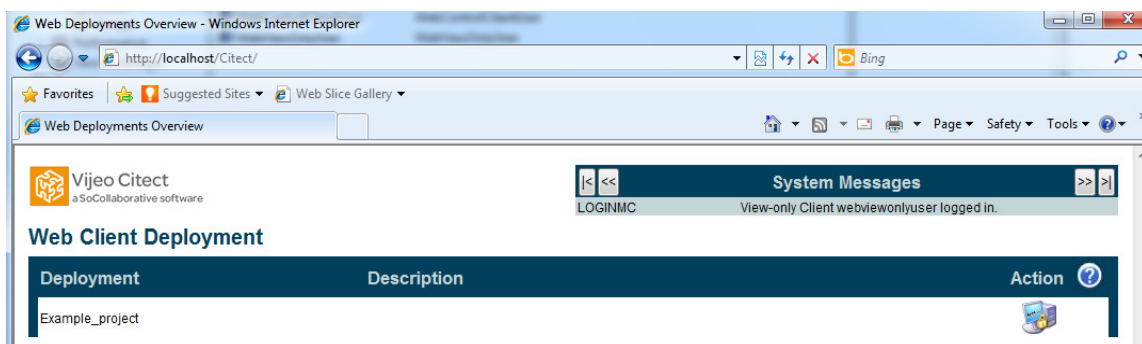 Web Deployments Overview - Windows Internet Explorer
http://localhost/Citect/
Bing
Favorites Suggested Sites Web Slice Gallery
Web Deployments Overview
Page Safety Tools
Vijeo Citect
a SoCollaborative software
|< << System Messages >> >|
LOGINMC View-only Client webviewonlyuser logged in.
Web Client Deployment
Deployment Description Action ?
Example_project